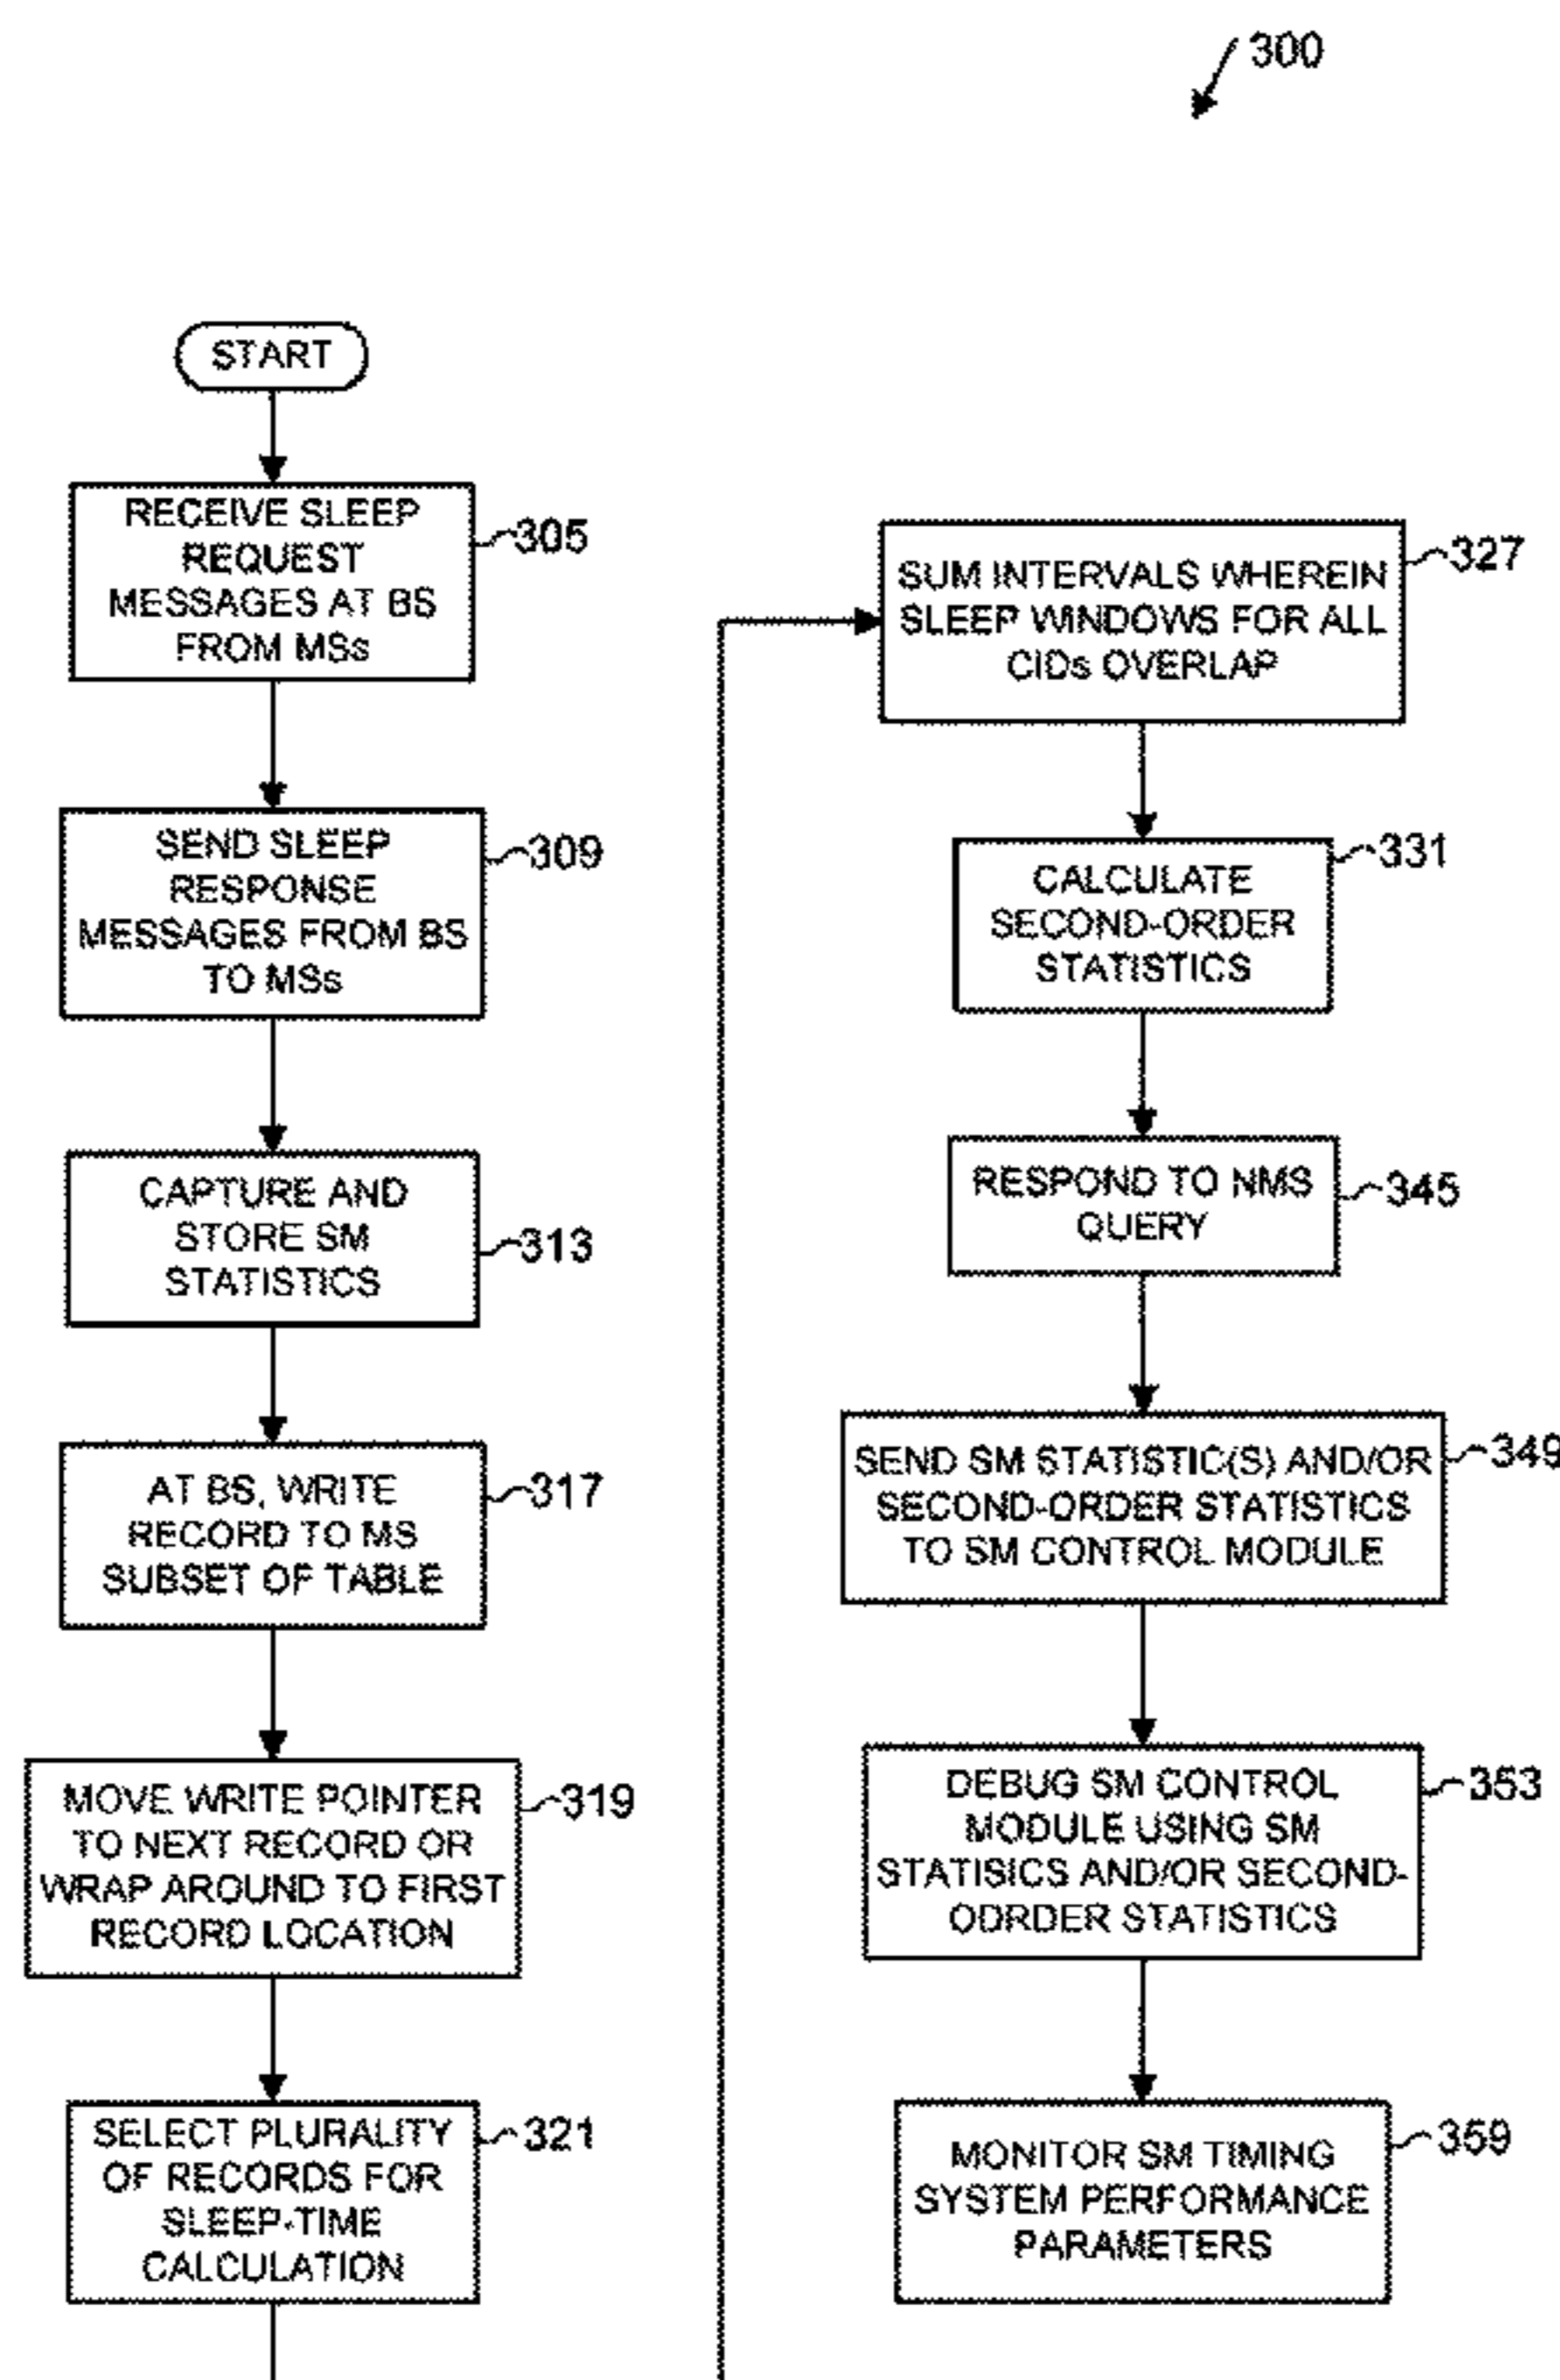 300
START
RECEIVE SLEEP
REQUEST
MESSAGES AT BS
FROM MSs
305
SEND SLEEP
RESPONSE
MESSAGES FROM BS
TO MSs
309
CAPTURE AND
STORE SM
STATISTICS
313
AT BS, WRITE
RECORD TO MS
SUBSET OF TABLE
317
MOVE WRITE POINTER
TO NEXT RECORD OR
WRAP AROUND TO FIRST
RECORD LOCATION
319
SELECT PLURALITY
OF RECORDS FOR
SLEEP-TIME
CALCULATION
321
SUM INTERVALS WHEREIN
SLEEP WINDOWS FOR ALL
CIDs OVERLAP
327
CALCULATE
SECOND-ORDER
STATISTICS
331
RESPOND TO NMS
QUERY
345
SEND SM STATISTIC(S) AND/OR
SECOND-ORDER STATISTICS
TO SM CONTROL MODULE
349
DEBUG SM CONTROL
MODULE USING SM
STATISICS AND/OR SECOND-
ODRDER STATISTICS
353
MONITOR SM TIMING
SYSTEM PERFORMANCE
PARAMETERS
359